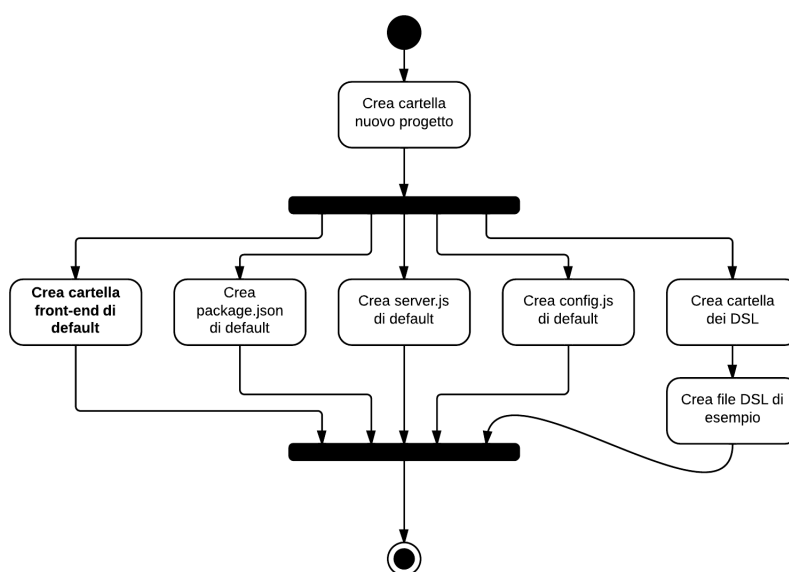 Crea cartella
nuovo progetto
Crea cartella
front-end di
default
Crea
package.json
di default
Crea server.js
di default
Crea config.js
di default
Crea cartella
dei DSL
Crea file DSL di
esempio